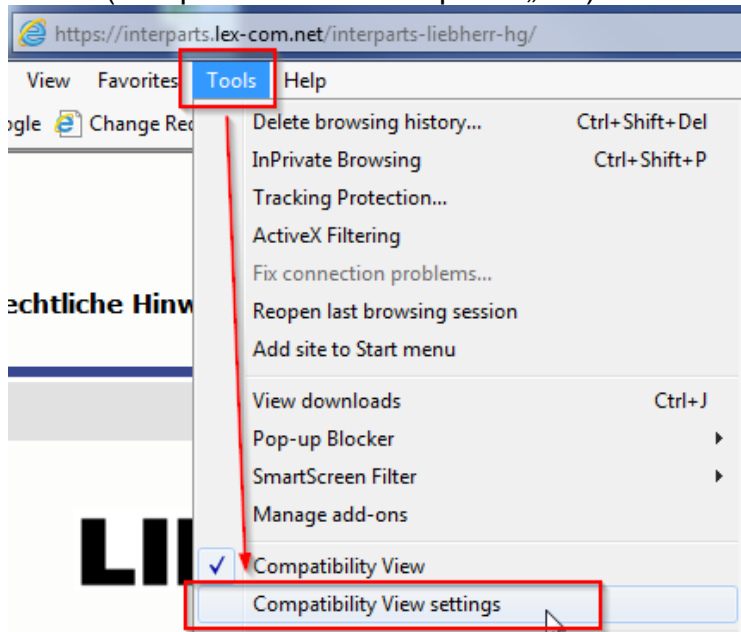 https://interparts.lex-com.net/interparts-liebherr-hg/
View Favorites Tools Help
ogle Change Rec
Delete browsing history... Ctrl+Shift+Del
InPrivate Browsing Ctrl+Shift+P
Tracking Protection...
ActiveX Filtering
Fix connection problems...
echtliche Hinw
Reopen last browsing session
Add site to Start menu
View downloads Ctrl+J
Pop-up Blocker
SmartScreen Filter
Manage add-ons
LII
Compatibility View
Compatibility View settings